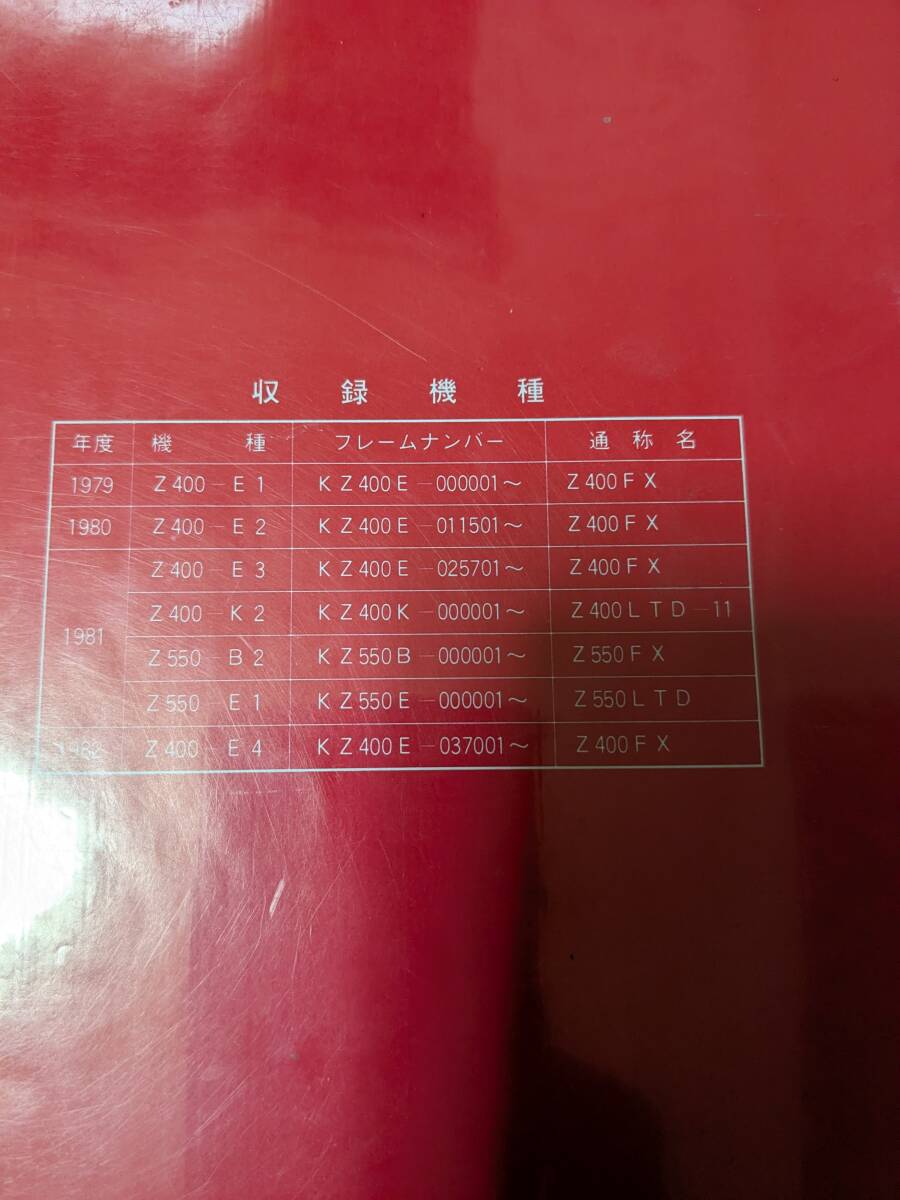 収録機種
年度 機種 フレームナンバー 通称名
1979 Z400-E1 KZ400E-000001～ Z400FX
1980 Z400-E2 KZ400E-011501～ Z400FX
1981 Z400-E3 KZ400E-025701～ Z400FX
Z400-K2 KZ400K-000001～ Z400LTD-11
Z550-B2 KZ550B-000001～ Z550FX
Z550 E1 KZ550E-000001～ Z550LTD
1982 Z400-E4 KZ400E-037001～ Z400FX